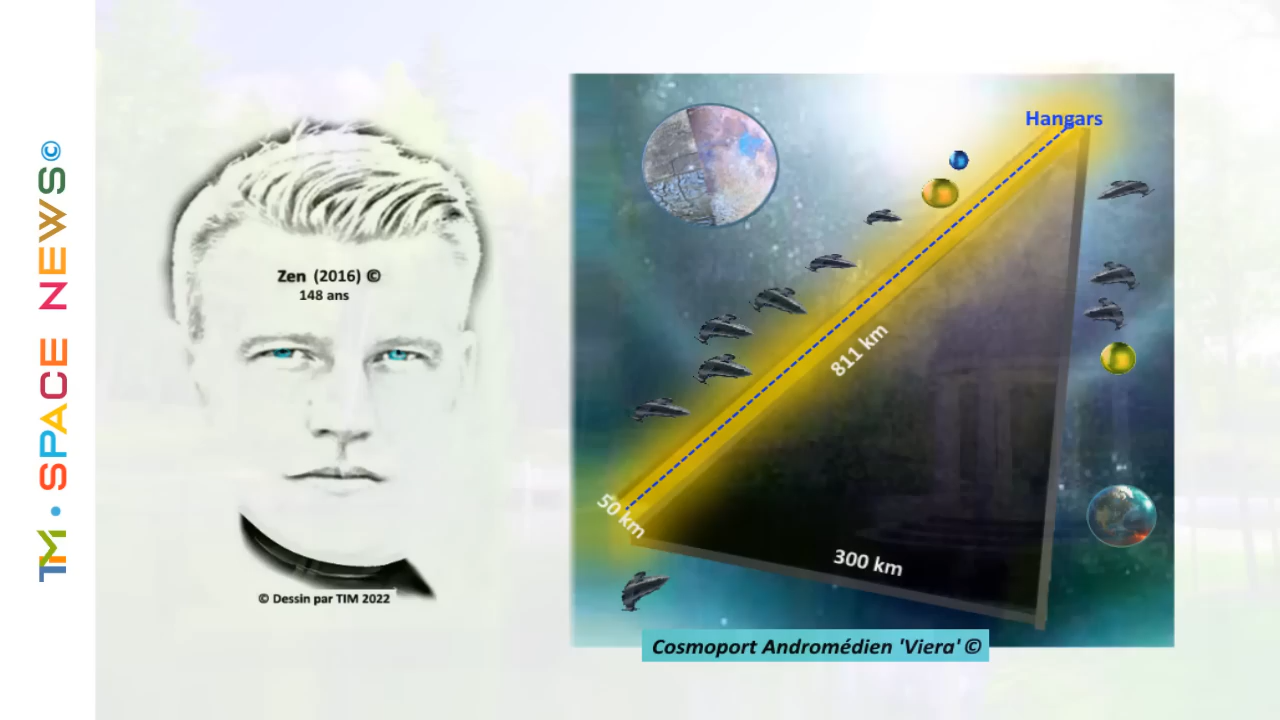 TM • SPACE NEWS©
Zen (2016) ©
148 ans
© Dessin par TIM 2022
Hangars
811 km
50 km
300 km
Cosmoport Andromédien 'Viera' ©